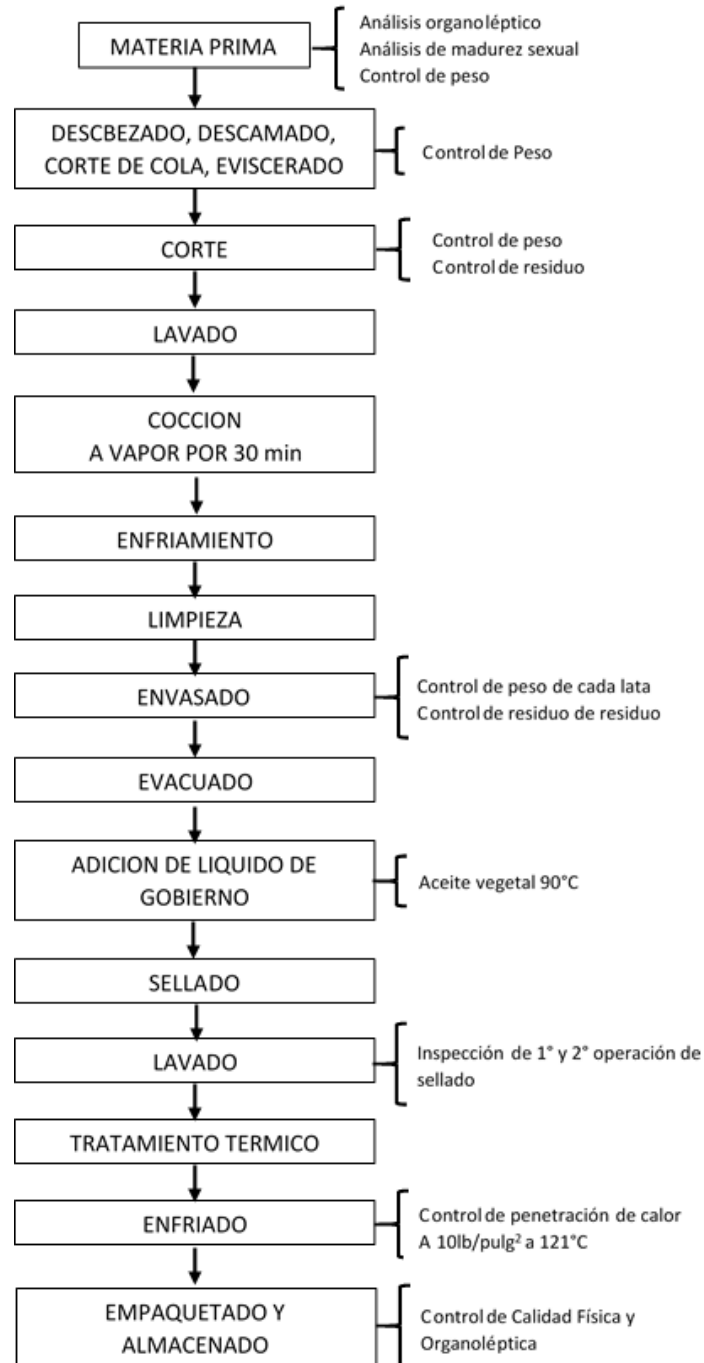 MATERIA PRIMA
Análisis organoléptico
Análisis de madurez sexual
Control de peso
DESCBEZADO, DESCAMADO,
CORTE DE COLA, EVISCERADO
Control de Peso
CORTE
Control de peso
Control de residuo
LAVADO
COCCION
A VAPOR POR 30 min
ENFRIAMIENTO
LIMPIEZA
ENVASADO
Control de peso de cada lata
Control de residuo de residuo
EVACUADO
ADICION DE LIQUIDO DE
GOBIERNO
Aceite vegetal 90°C
SELLADO
LAVADO
Inspección de 1° y 2° operación de
sellado
TRATAMIENTO TERMICO
ENFRIADO
Control de penetración de calor
A 10lb/pulg² a 121°C
EMPAQUETADO Y
ALMACENADO
Control de Calidad Física y
Organoléptica